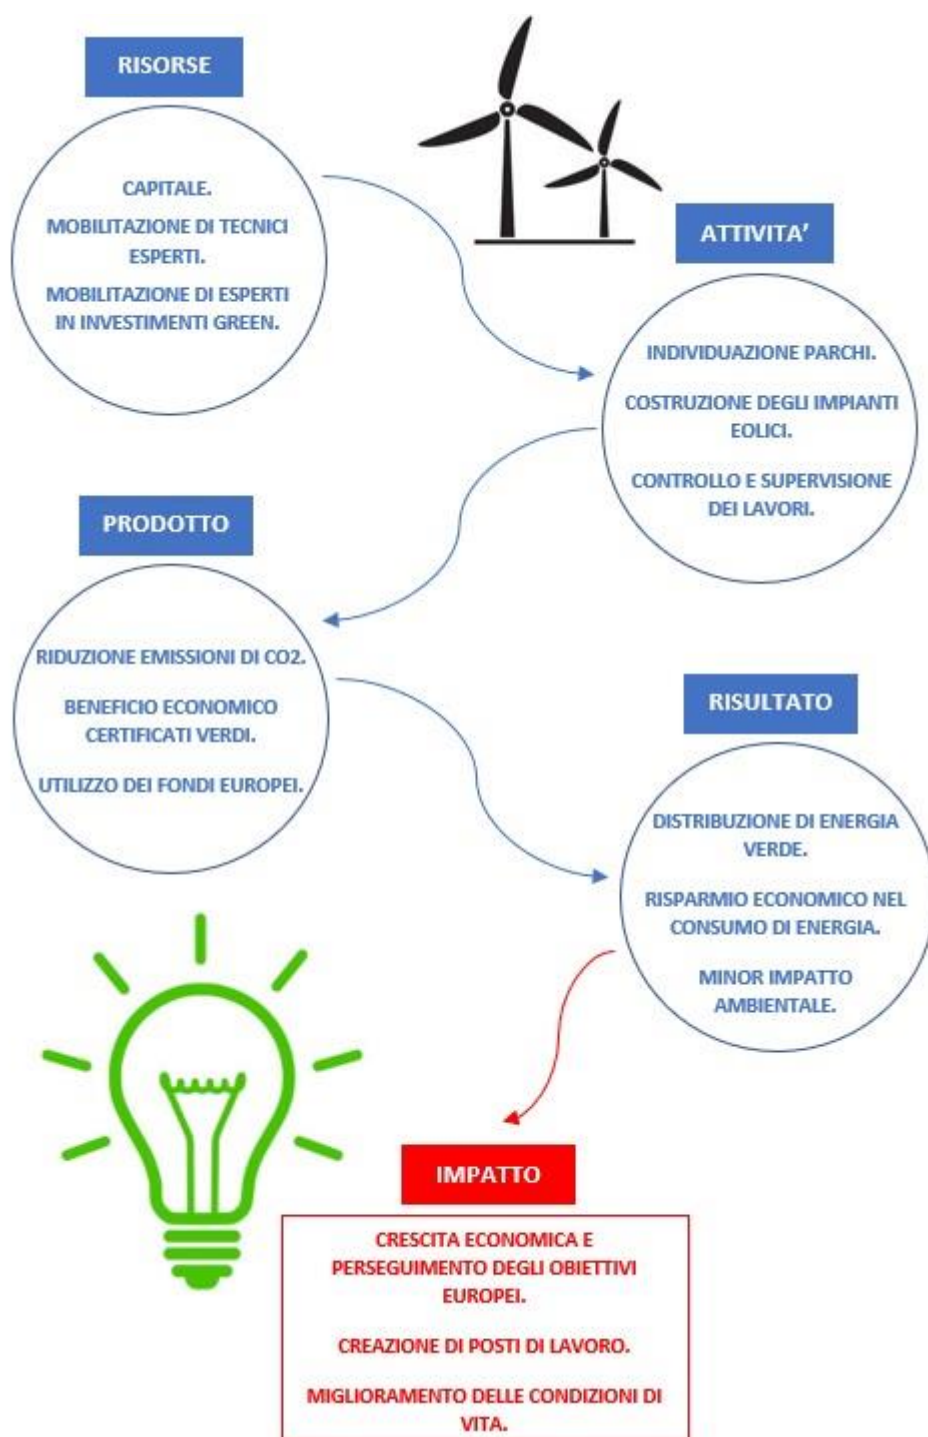 RISORSE
CAPITALE.
MOBILITAZIONE DI TECNICI
ESPERTI.
MOBILITAZIONE DI ESPERTI
IN INVESTIMENTI GREEN.
ATTIVITA’
INDIVIDUAZIONE PARCHI.
COSTRUZIONE DEGLI IMPIANTI
EOLICI.
CONTROLLO E SUPERVISIONE
DEI LAVORI.
PRODOTTO
RIDUZIONE EMISSIONI DI CO2.
BENEFICIO ECONOMICO
CERTIFICATI VERDI.
UTILIZZO DEI FONDI EUROPEI.
RISULTATO
DISTRIBUZIONE DI ENERGIA
VERDE.
RISPARMIO ECONOMICO NEL
CONSUMO DI ENERGIA.
MINOR IMPATTO
AMBIENTALE.
IMPATTO
CRESCITA ECONOMICA E
PERSEGUIMENTO DEGLI OBIETTIVI
EUROPEI.
CREAZIONE DI POSTI DI LAVORO.
MIGLIORAMENTO DELLE CONDIZIONI DI
VITA.